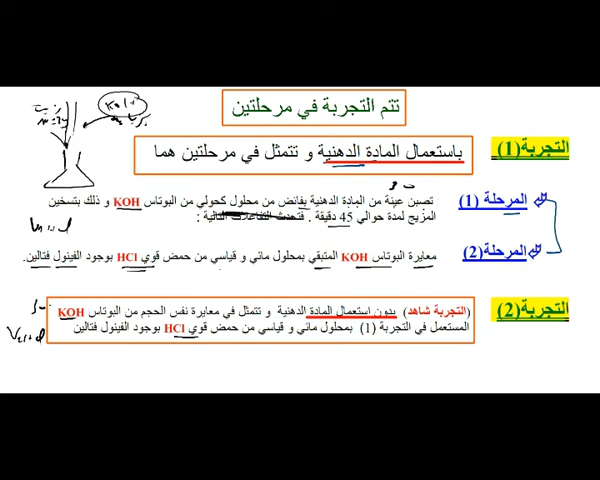 تتم التجربة في مرحلتين
التجربة(1)
باستعمال المادة الدهنية و تتمثل في مرحلتين هما
المرحلة (1)
تصبن عينة من المادة الدهنية بفائض من محلول كحولي من البوتاس KOH و ذلك بتسخين
المزيج لمدة حوالي 45 دقيقة . فتحدث التفاعلات التالية :
المرحلة(2)
معايرة البوتاس KOH المتبقي بمحلول مائي و قياسي من حمض قوي HCl بوجود الفينول فتالين.
التجربة(2)
(التجربة شاهد) بدون استعمال المادة الدهنية و تتمثل في معايرة نفس الحجم من البوتاس KOH
المستعمل في التجربة (1) بمحلول مائي و قياسي من حمض قوي HCl بوجود الفينول فتالين